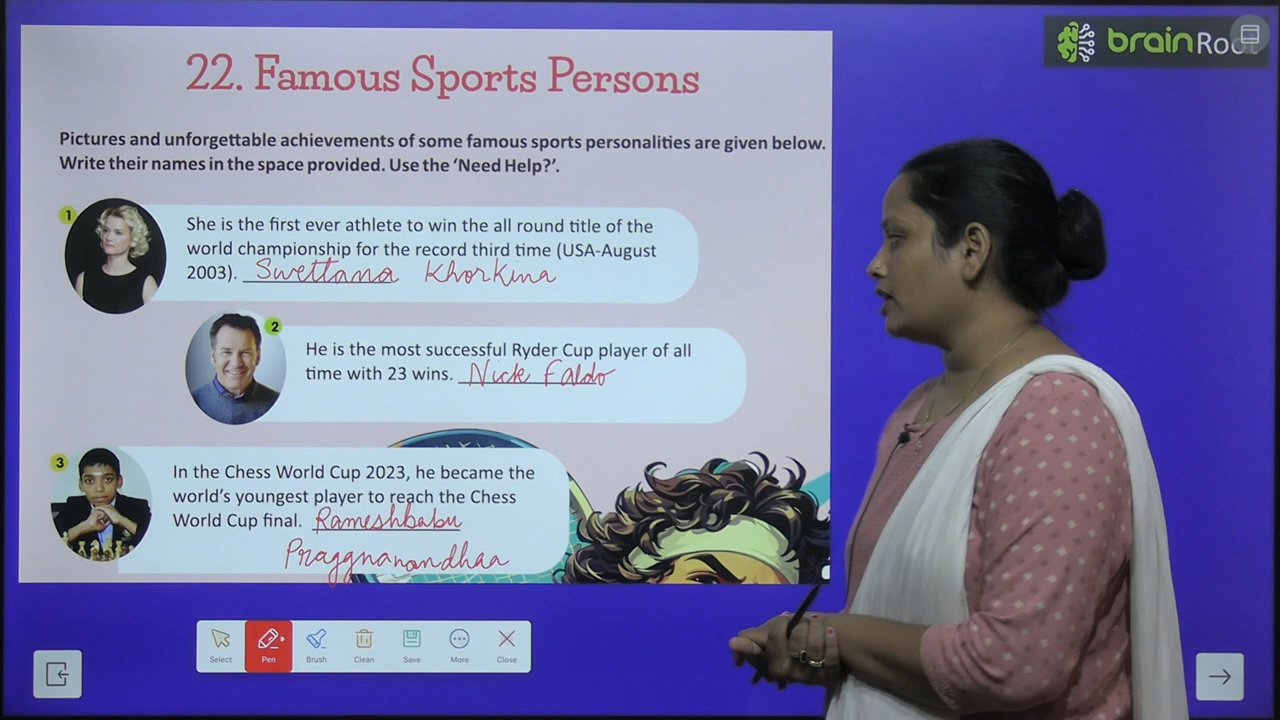 brainRoot
22. Famous Sports Persons
Pictures and unforgettable achievements of some famous sports personalities are given below.
Write their names in the space provided. Use the ‘Need Help?’.
1
She is the first ever athlete to win the all round title of the
world championship for the record third time (USA-August
2003). Swettana Khorkina
2
He is the most successful Ryder Cup player of all
time with 23 wins. Nick Faldo
3
In the Chess World Cup 2023, he became the
world’s youngest player to reach the Chess
World Cup final. Rameshbabu
Praggnanandhaa
Select Pen Brush Clean Save More Close